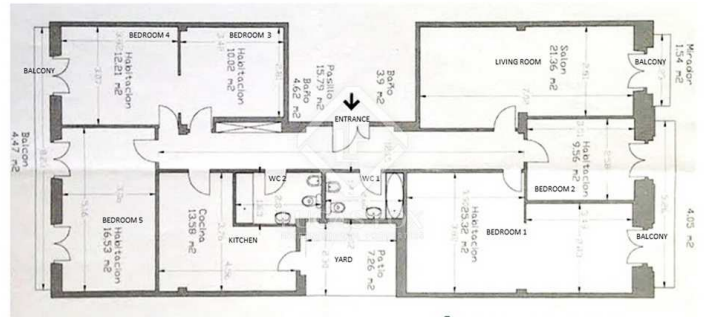 BEDROOM 4
BEDROOM 3
LIVING ROOM
BALCONY
Habitacion
12.21 m2
Habitacion
10.02 m2
Pasillo
15.79 m2
Baño
4.62 m2
Baño
3.9 m2
Salon
21.36 m2
BALCONY
Mirador
1.54 m2
ENTRANCE
Habitacion
9.56 m2
BEDROOM 2
WC 2
WC 1
Balcon
4.47 m2
BEDROOM 5
Habitacion
16.53 m2
Cocina
13.58 m2
KITCHEN
YARD
Patio
7.26 m2
Habitacion
25.32 m2
BEDROOM 1
BALCONY
4.05 m2